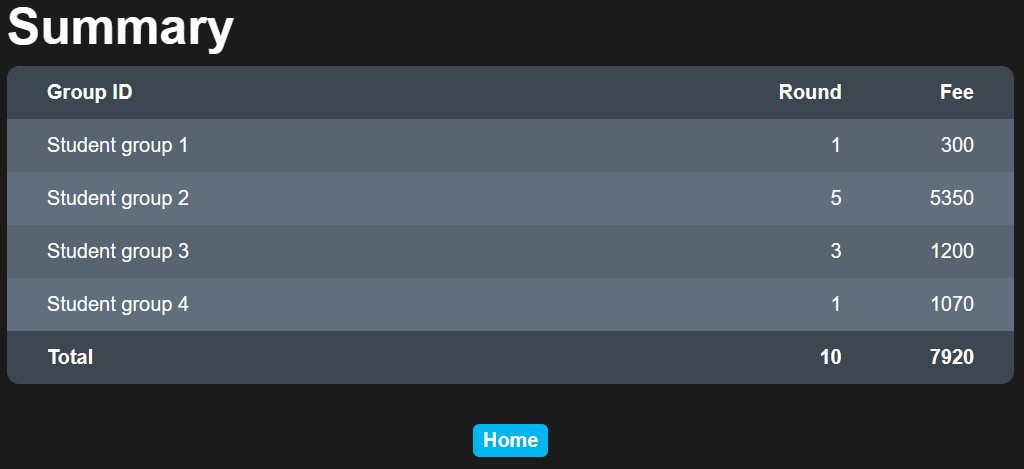 Summary
Group ID Round Fee
Student group 1 1 300
Student group 2 5 5350
Student group 3 3 1200
Student group 4 1 1070
Total 10 7920
Home